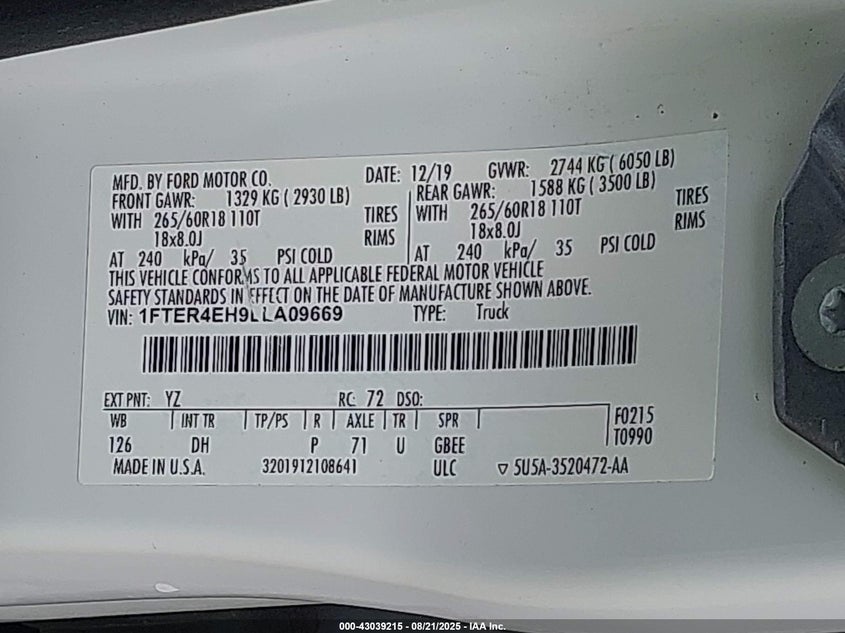 MFD. BY FORD MOTOR CO. DATE: 12/19 GVWR: 2744 KG ( 6050 LB)
FRONT GAWR: 1329 KG ( 2930 LB) REAR GAWR: 1588 KG ( 3500 LB)
WITH 265/60R18 110T TIRES WITH 265/60R18 110T TIRES
18x8.0J RIMS 18x8.0J RIMS
AT 240 kPa/ 35 PSI COLD AT 240 kPa/ 35 PSI COLD
THIS VEHICLE CONFORMS TO ALL APPLICABLE FEDERAL MOTOR VEHICLE
SAFETY STANDARDS IN EFFECT ON THE DATE OF MANUFACTURE SHOWN ABOVE.
VIN: 1FTER4EH9LLA09669 TYPE: Truck
EXT PNT: YZ RC: 72 DSO:
WB INT TR TP/PS R AXLE TR SPR F0215
126 DH P 71 U GBEE T0990
MADE IN U.S.A. 3201912108641 ULC ▽ 5U5A-3520472-AA
000-43039215 - 08/21/2025 - IAA Inc.